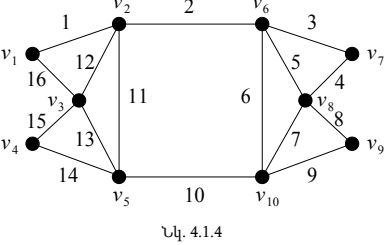 1 2 3
v₂ v₆
v₁ v₇
16 12 5 4
v₃ 11 6 v₈
15 8
v₄ 13 7 v₉
14 9
v₅ 10 v₁₀
Նկ. 4.1.4